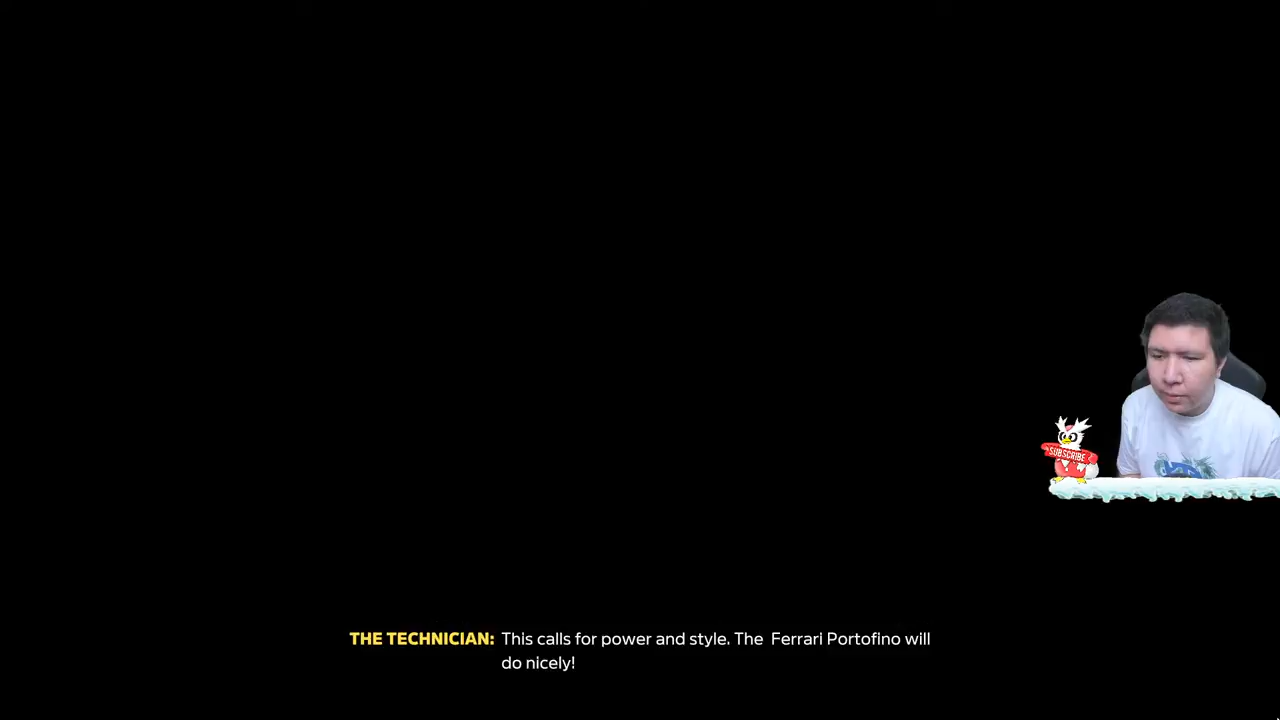 SUBSCRIBE
THE TECHNICIAN: This calls for power and style. The  Ferrari Portofino will
do nicely!